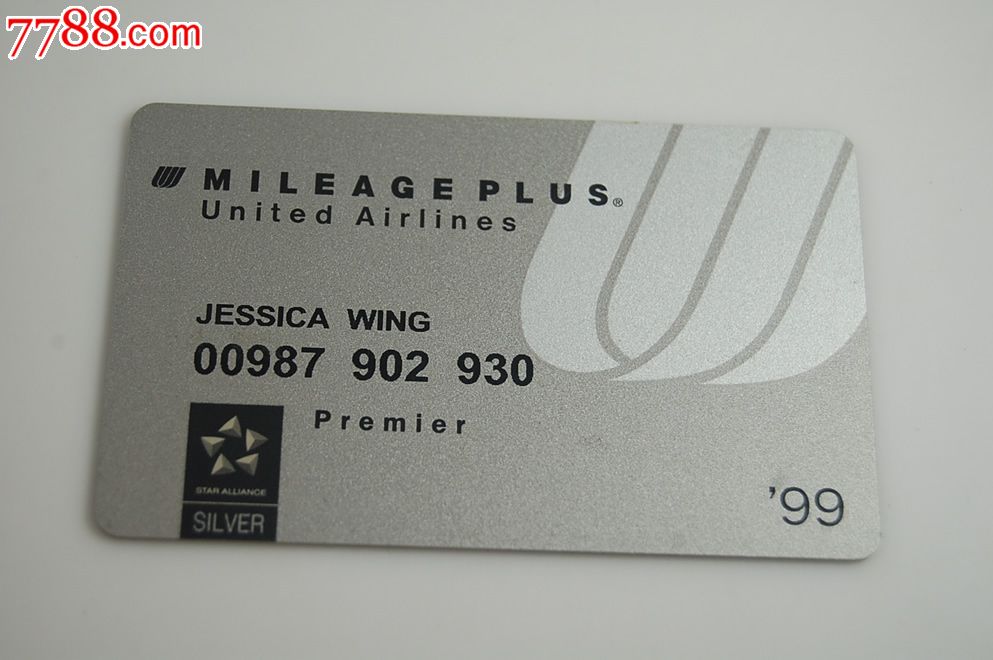 7788.com
MILEAGE PLUS®
United Airlines
JESSICA WING
00987 902 930
Premier
STAR ALLIANCE
SILVER
'99